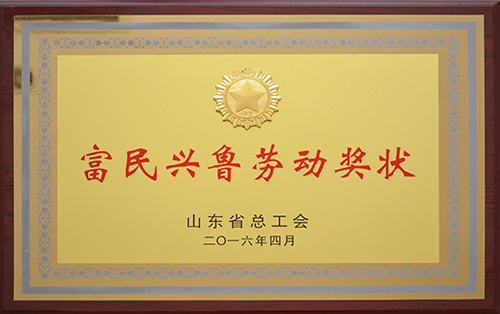 富民兴鲁劳动奖状
山东省总工会
二〇一六年四月